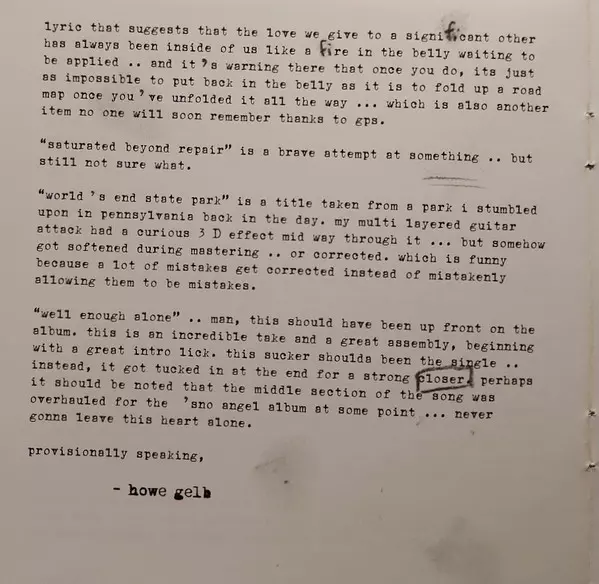 lyric that suggests that the love we give to a significant other
has always been inside of us like a fire in the belly waiting to
be applied .. and it's warning there that once you do, its just
as impossible to put back in the belly as it is to fold up a road
map once you've unfolded it all the way ... which is also another
item no one will soon remember thanks to gps.
"saturated beyond repair" is a brave attempt at something .. but
still not sure what.
"world 's end state park" is a title taken from a park i stumbled
upon in pennsylvania back in the day. my multi layered guitar
attack had a curious 3 D effect mid way through it ... but somehow
got softened during mastering .. or corrected. which is funny
because a lot of mistakes get corrected instead of mistakenly
allowing them to be mistakes.
"well enough alone" .. man, this should have been up front on the
album. this is an incredible take and a great assembly, beginning
with a great intro lick. this sucker shoulda been the single ..
instead, it got tucked in at the end for a strong closer. perhaps
it should be noted that the middle section of the song was
overhauled for the 'sno angel album at some point ... never
gonna leave this heart alone.
provisionally speaking,
- howe gelb